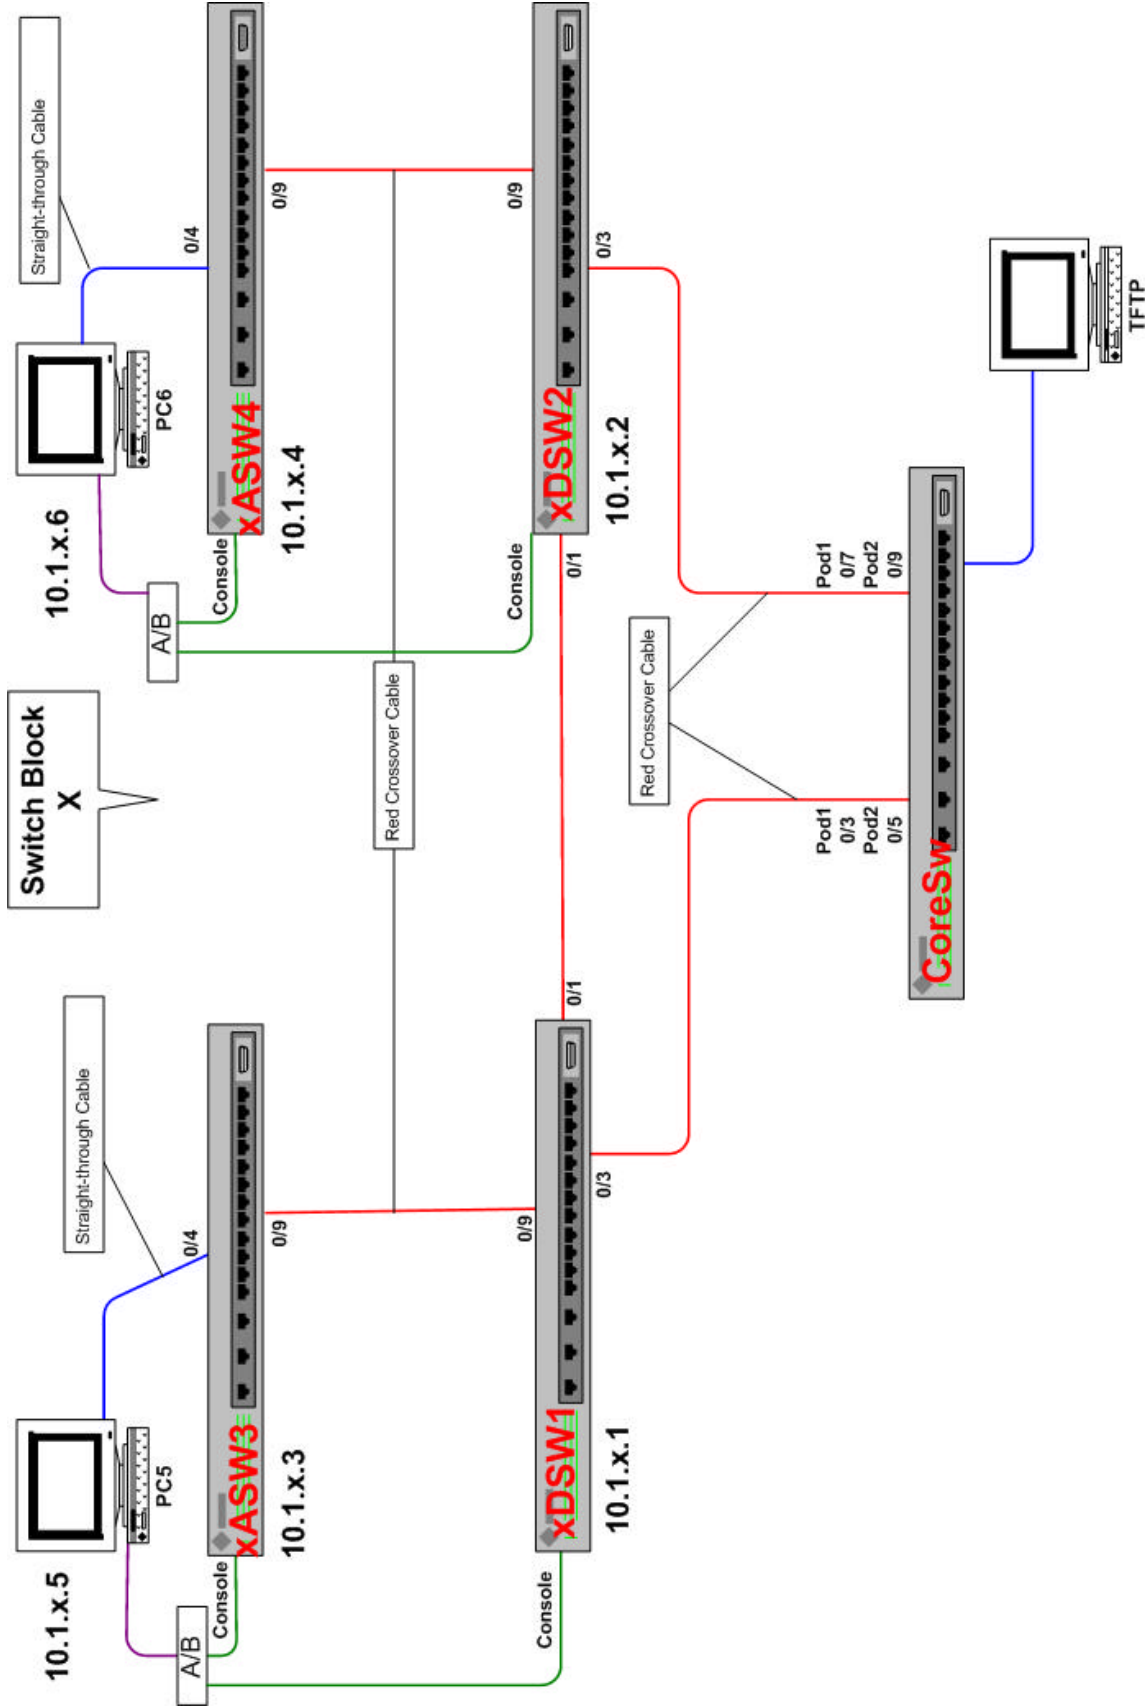 Switch Block
X
10.1.x.5
10.1.x.6
PC5
PC6
Straight-through Cable
Straight-through Cable
A/B
A/B
Console
Console
0/4
0/4
xASW3
xASW4
10.1.x.3
10.1.x.4
0/9
0/9
Red Crossover Cable
0/9
0/9
Console
Console
xDSW1
xDSW2
0/1
0/1
10.1.x.1
10.1.x.2
0/3
0/3
Red Crossover Cable
Pod1
0/3
Pod2
0/5
Pod1
0/7
Pod2
0/9
CoreSw
TFTP